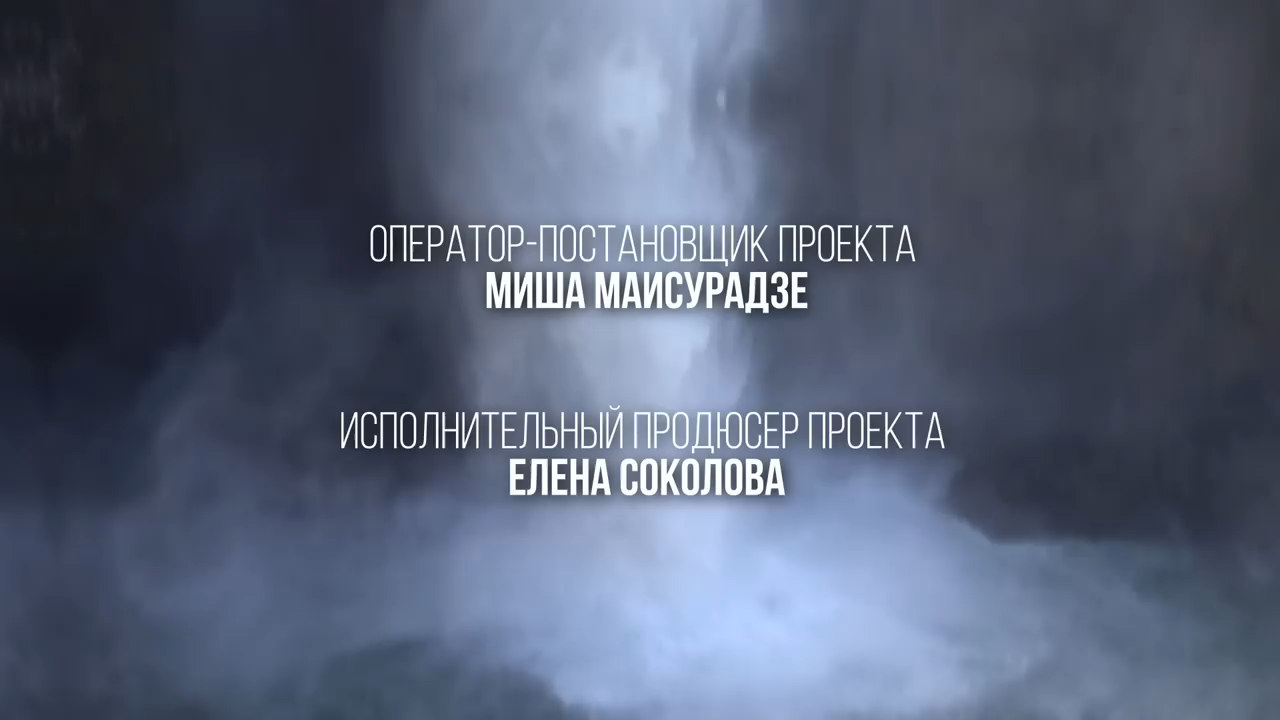 ОПЕРАТОР-ПОСТАНОВЩИК ПРОЕКТА
МИША МАИСУРАДЗЕ
ИСПОЛНИТЕЛЬНЫЙ ПРОДЮСЕР ПРОЕКТА
ЕЛЕНА СОКОЛОВА